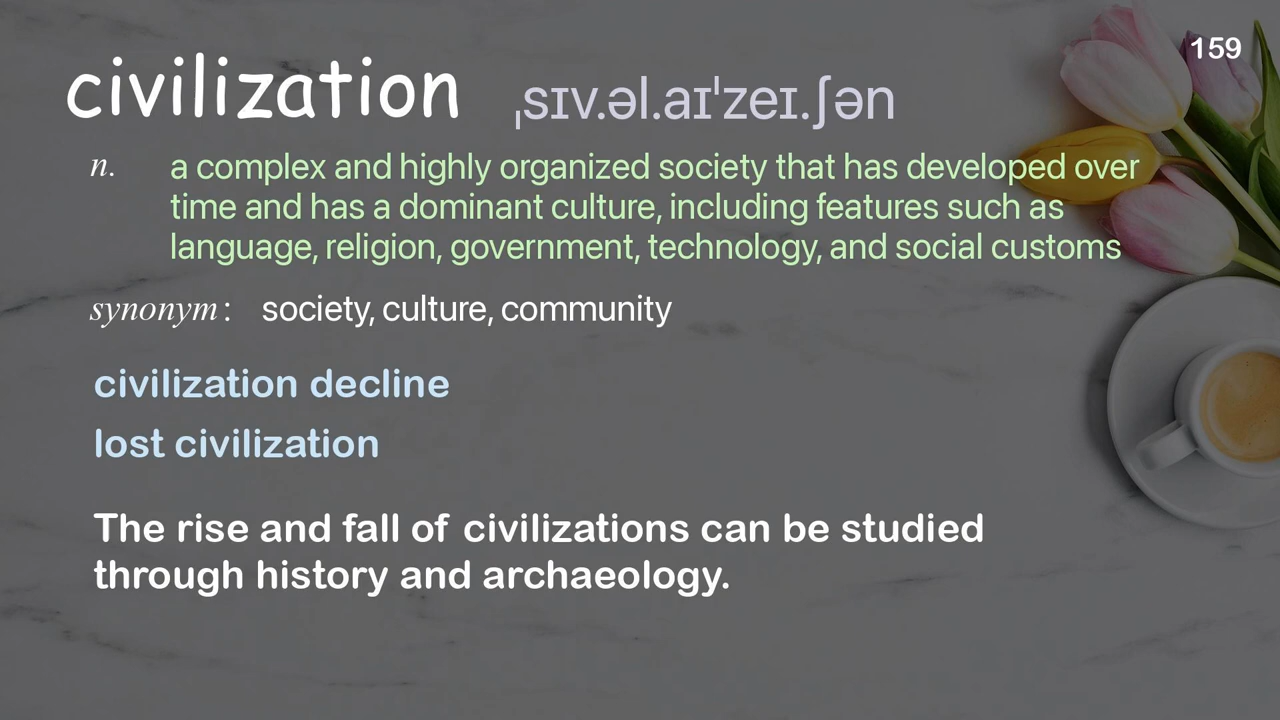 159
civilization ˌsɪv.əl.aɪˈzeɪ.ʃən
n. a complex and highly organized society that has developed over
time and has a dominant culture, including features such as
language, religion, government, technology, and social customs
synonym: society, culture, community
civilization decline
lost civilization
The rise and fall of civilizations can be studied
through history and archaeology.